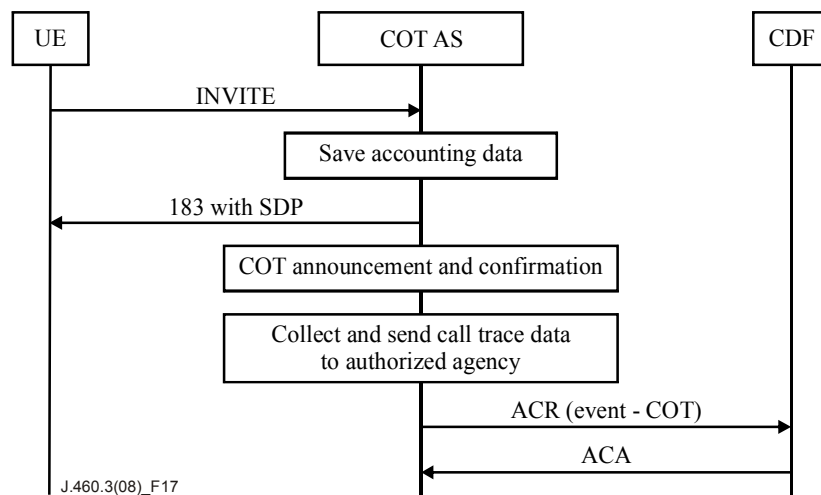 UE
COT AS
CDF
INVITE
Save accounting data
183 with SDP
COT announcement and confirmation
Collect and send call trace data
to authorized agency
ACR (event - COT)
ACA
J.460.3(08)_F17